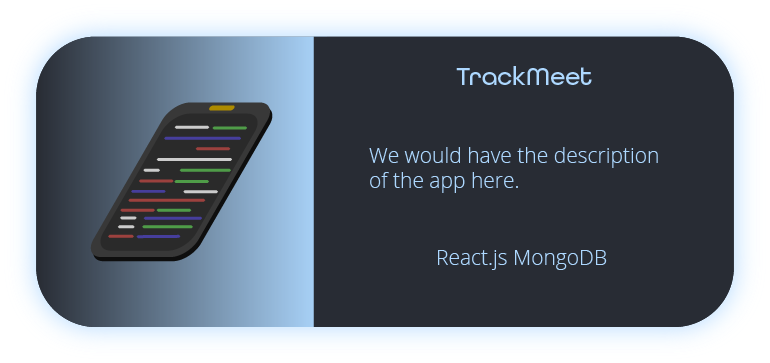 TrackMeet
We would have the description
of the app here.
React.js MongoDB